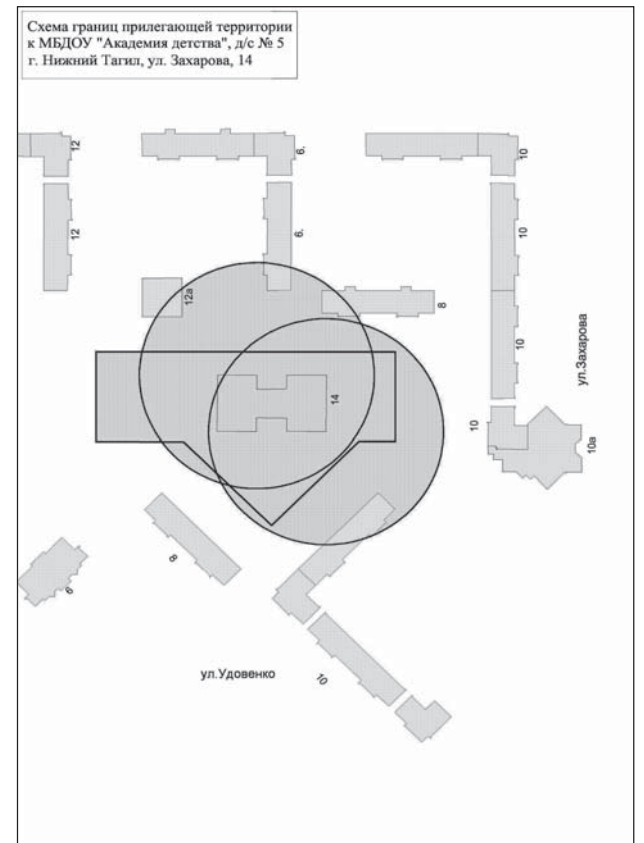 Схема границ прилегающей территории
к МБДОУ "Академия детства", д/с № 5
г. Нижний Тагил, ул. Захарова, 14
12
6.
10
12
6.
10
12а
8
10
ул.Захарова
14
10
10а
8
6
ул.Удовенко
10